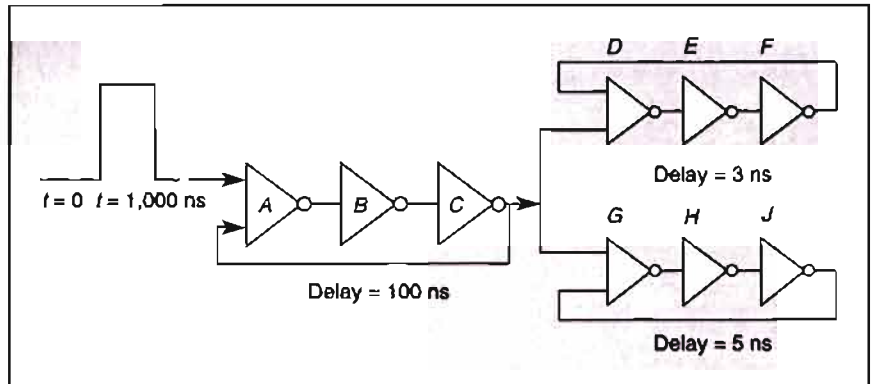 D E F
Delay = 3 ns
t = 0 t = 1,000 ns
A B C
Delay = 100 ns
G H J
Delay = 5 ns